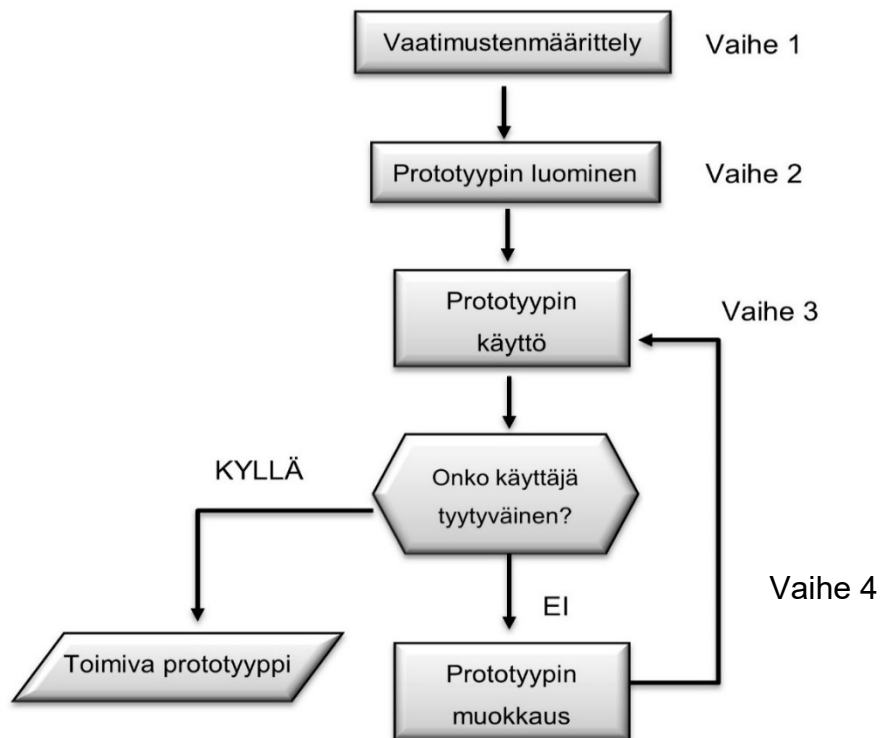 Vaatimustenmäärittely
Vaihe 1
Prototyypin luominen
Vaihe 2
Prototyypin
käyttö
Vaihe 3
KYLLÄ
Onko käyttäjä
tyytyväinen?
Vaihe 4
EI
Toimiva prototyyppi
Prototyypin
muokkaus